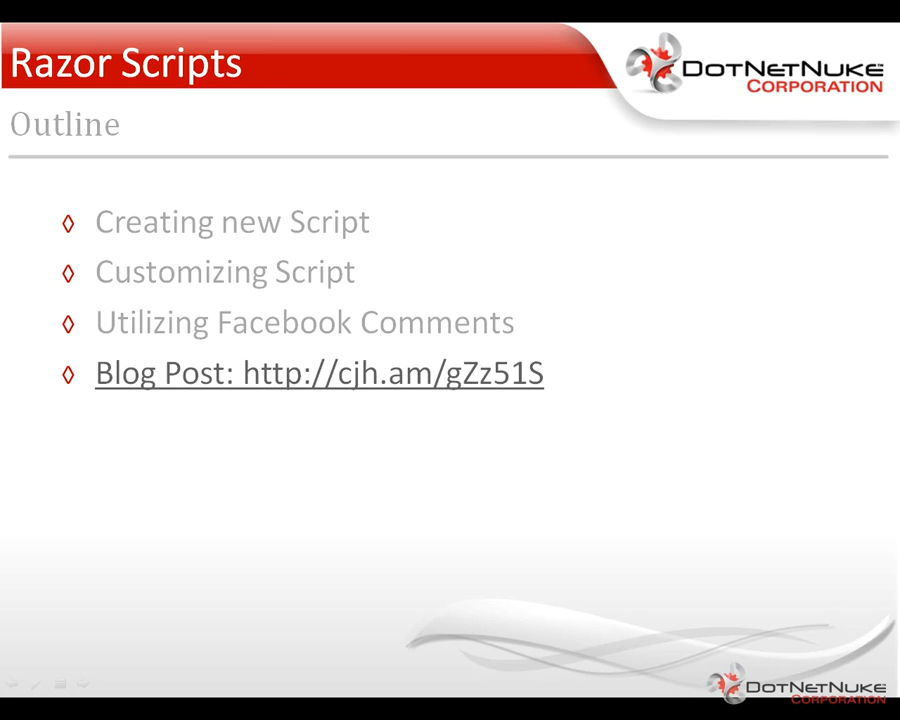 Razor Scripts
DotNetNuke
Corporation
Outline
Creating new Script
Customizing Script
Utilizing Facebook Comments
Blog Post: http://cjh.am/gZz51S
DotNetNuke
Corporation